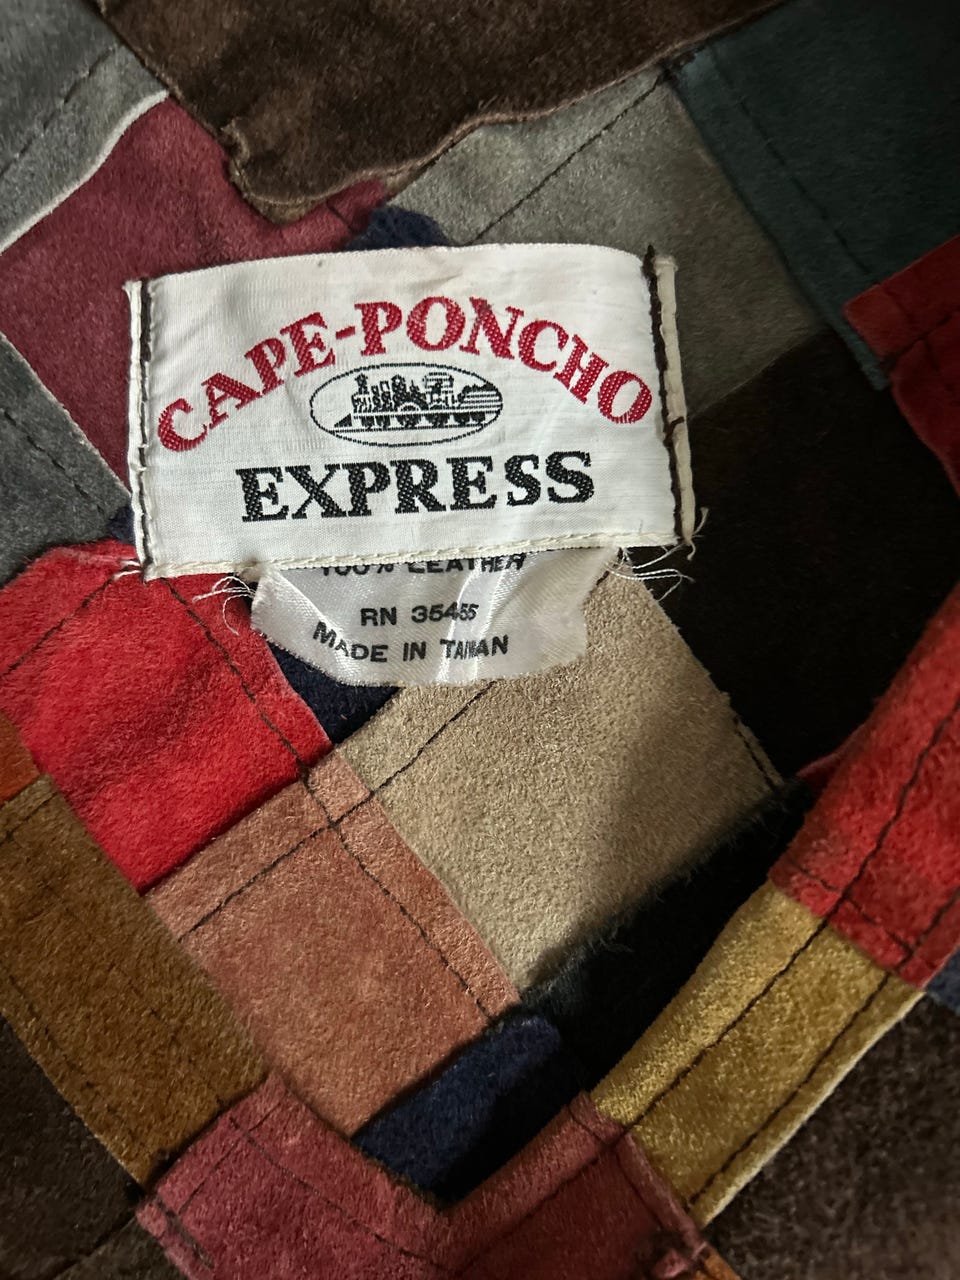 CAPE-PONCHO
EXPRESS
100% LEATHER
RN 35455
MADE IN TAIWAN